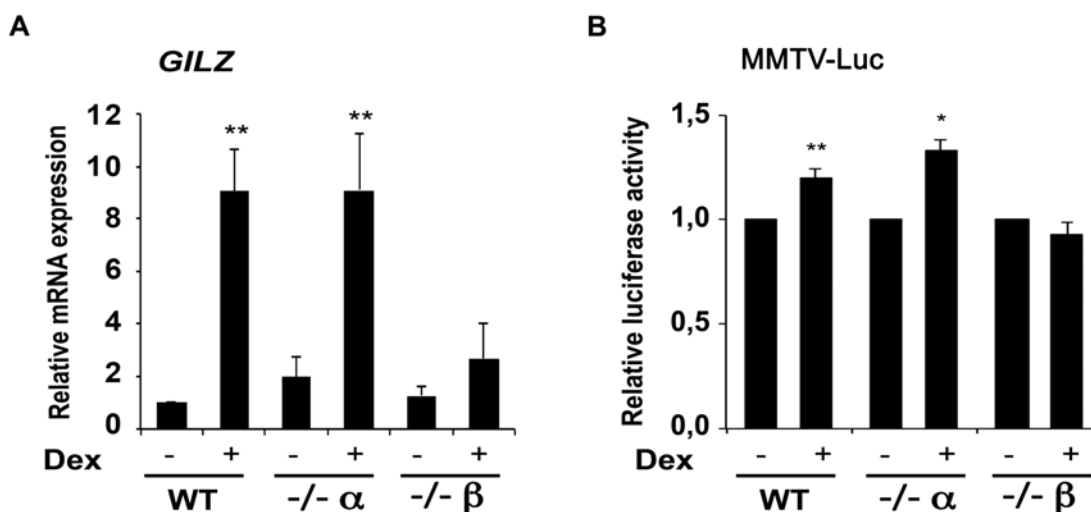 A
GILZ
Relative mRNA expression
12
10
8
6
4
2
0
**
**
Dex - + - + - +
WT -/- α -/- β
B
MMTV-Luc
Relative luciferase activity
1,5
1,0
0,5
0,0
**
*
Dex - + - + - +
WT -/- α -/- β